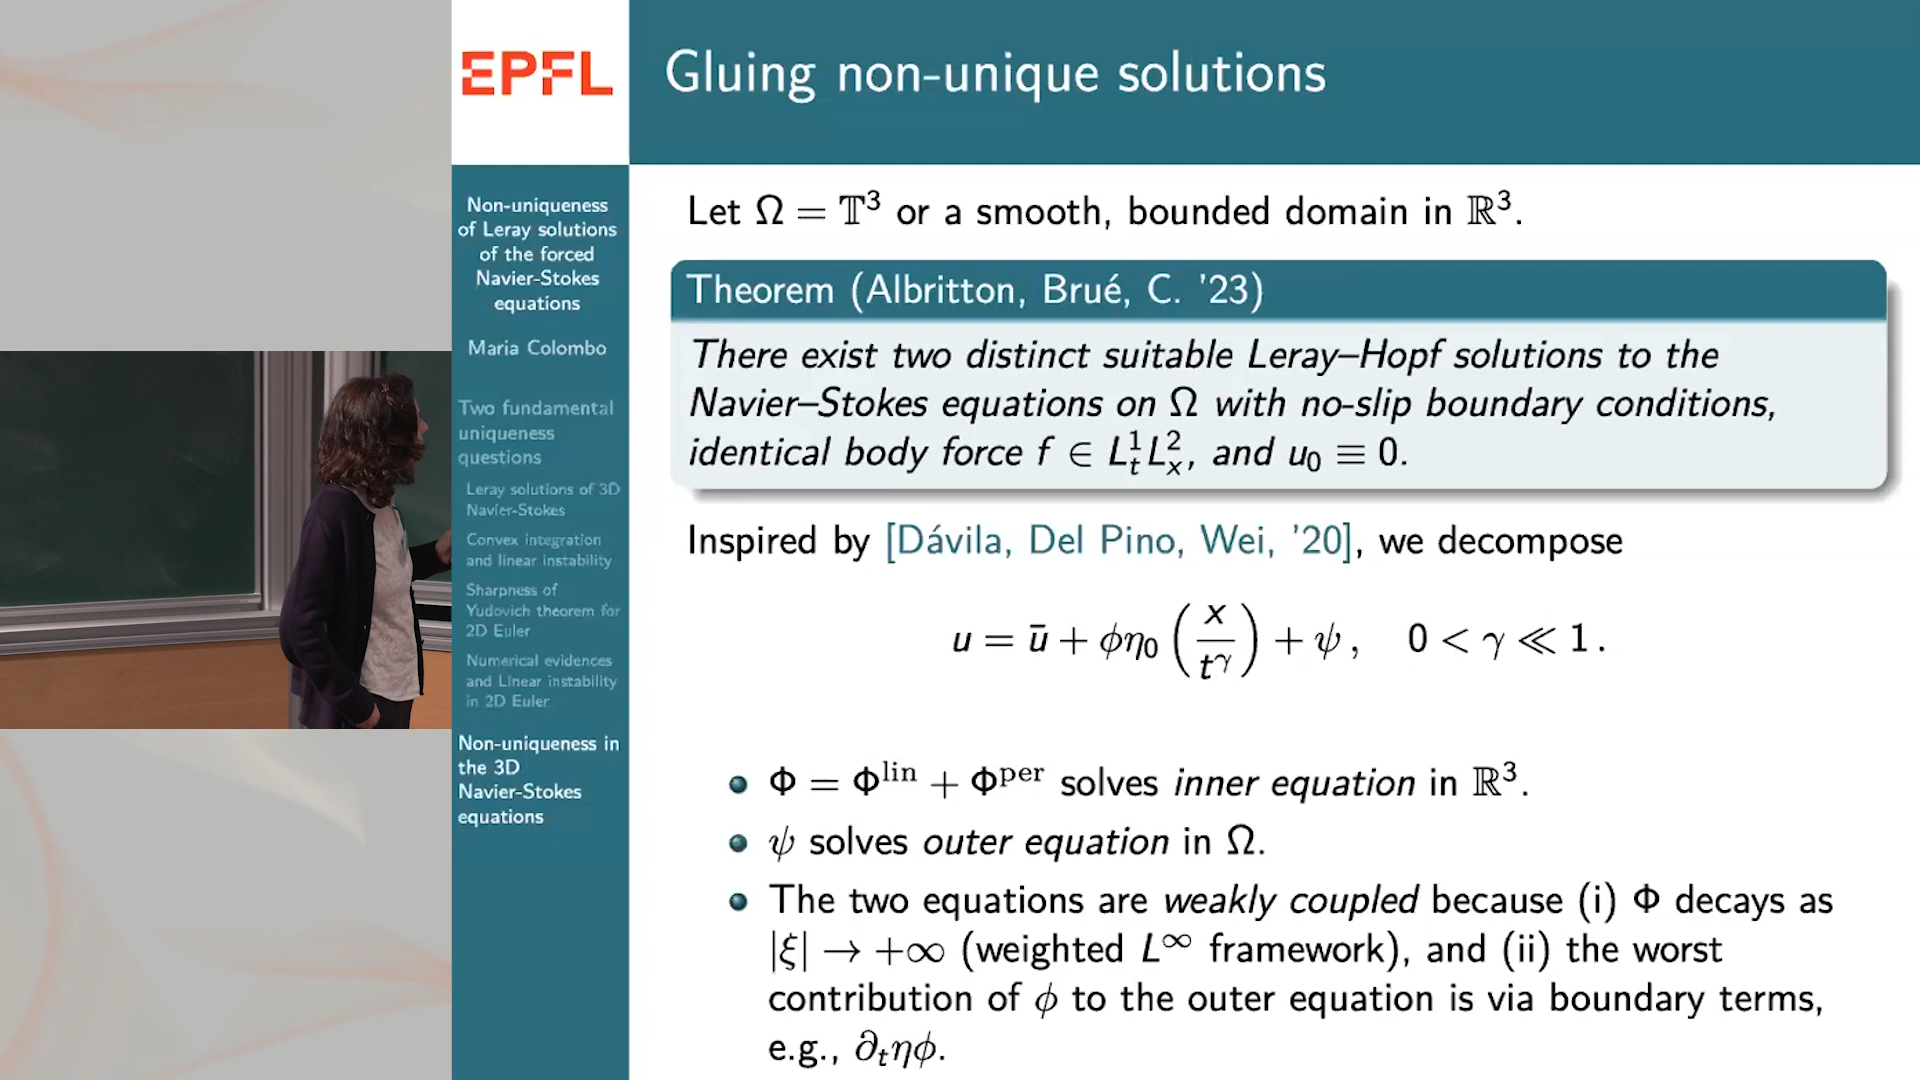 EPFL
Gluing non-unique solutions
Non-uniqueness
of Leray solutions
of the forced
Navier-Stokes
equations
Maria Colombo
Two fundamental
uniqueness
questions
Leray solutions of 3D
Navier-Stokes
Convex integration
and linear instability
Sharpness of
Yudovich theorem for
2D Euler
Numerical evidences
and Linear instability
in 2D Euler
Non-uniqueness in
the 3D
Navier-Stokes
equations
Let Ω = 𝕋³ or a smooth, bounded domain in ℝ³.
Theorem (Albritton, Brué, C. '23)
There exist two distinct suitable Leray–Hopf solutions to the
Navier–Stokes equations on Ω with no-slip boundary conditions,
identical body force f ∈ L¹ₜL²ₓ, and u₀ ≡ 0.
Inspired by [Dávila, Del Pino, Wei, '20], we decompose
u = ū + ϕη₀ (x/t^γ) + ψ, 0 < γ ≪ 1.
• Φ = Φ^lin + Φ^per solves inner equation in ℝ³.
• ψ solves outer equation in Ω.
• The two equations are weakly coupled because (i) Φ decays as
|ξ| → +∞ (weighted L^∞ framework), and (ii) the worst
contribution of ϕ to the outer equation is via boundary terms,
e.g., ∂ₜηϕ.